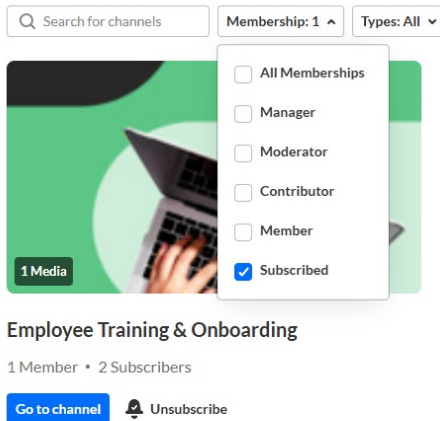 Search for channels
Membership: 1
Types: All
All Memberships
Manager
Moderator
Contributor
Member
Subscribed
1 Media
Employee Training & Onboarding
1 Member • 2 Subscribers
Go to channel
Unsubscribe